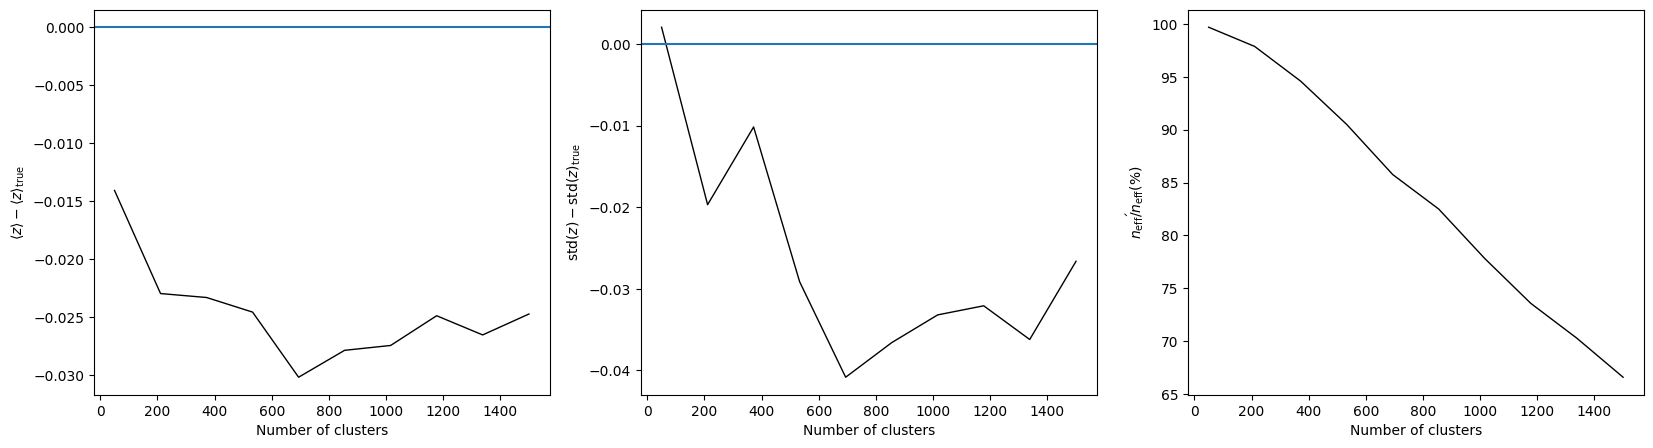 0.000
−0.005
−0.010
−0.015
−0.020
−0.025
−0.030
⟨z⟩ − ⟨z⟩true
0 200 400 600 800 1000 1200 1400
Number of clusters
0.00
−0.01
−0.02
−0.03
−0.04
std(z) − std(z)true
0 200 400 600 800 1000 1200 1400
Number of clusters
100
95
90
85
80
75
70
65
n′eff/neff(%)
0 200 400 600 800 1000 1200 1400
Number of clusters